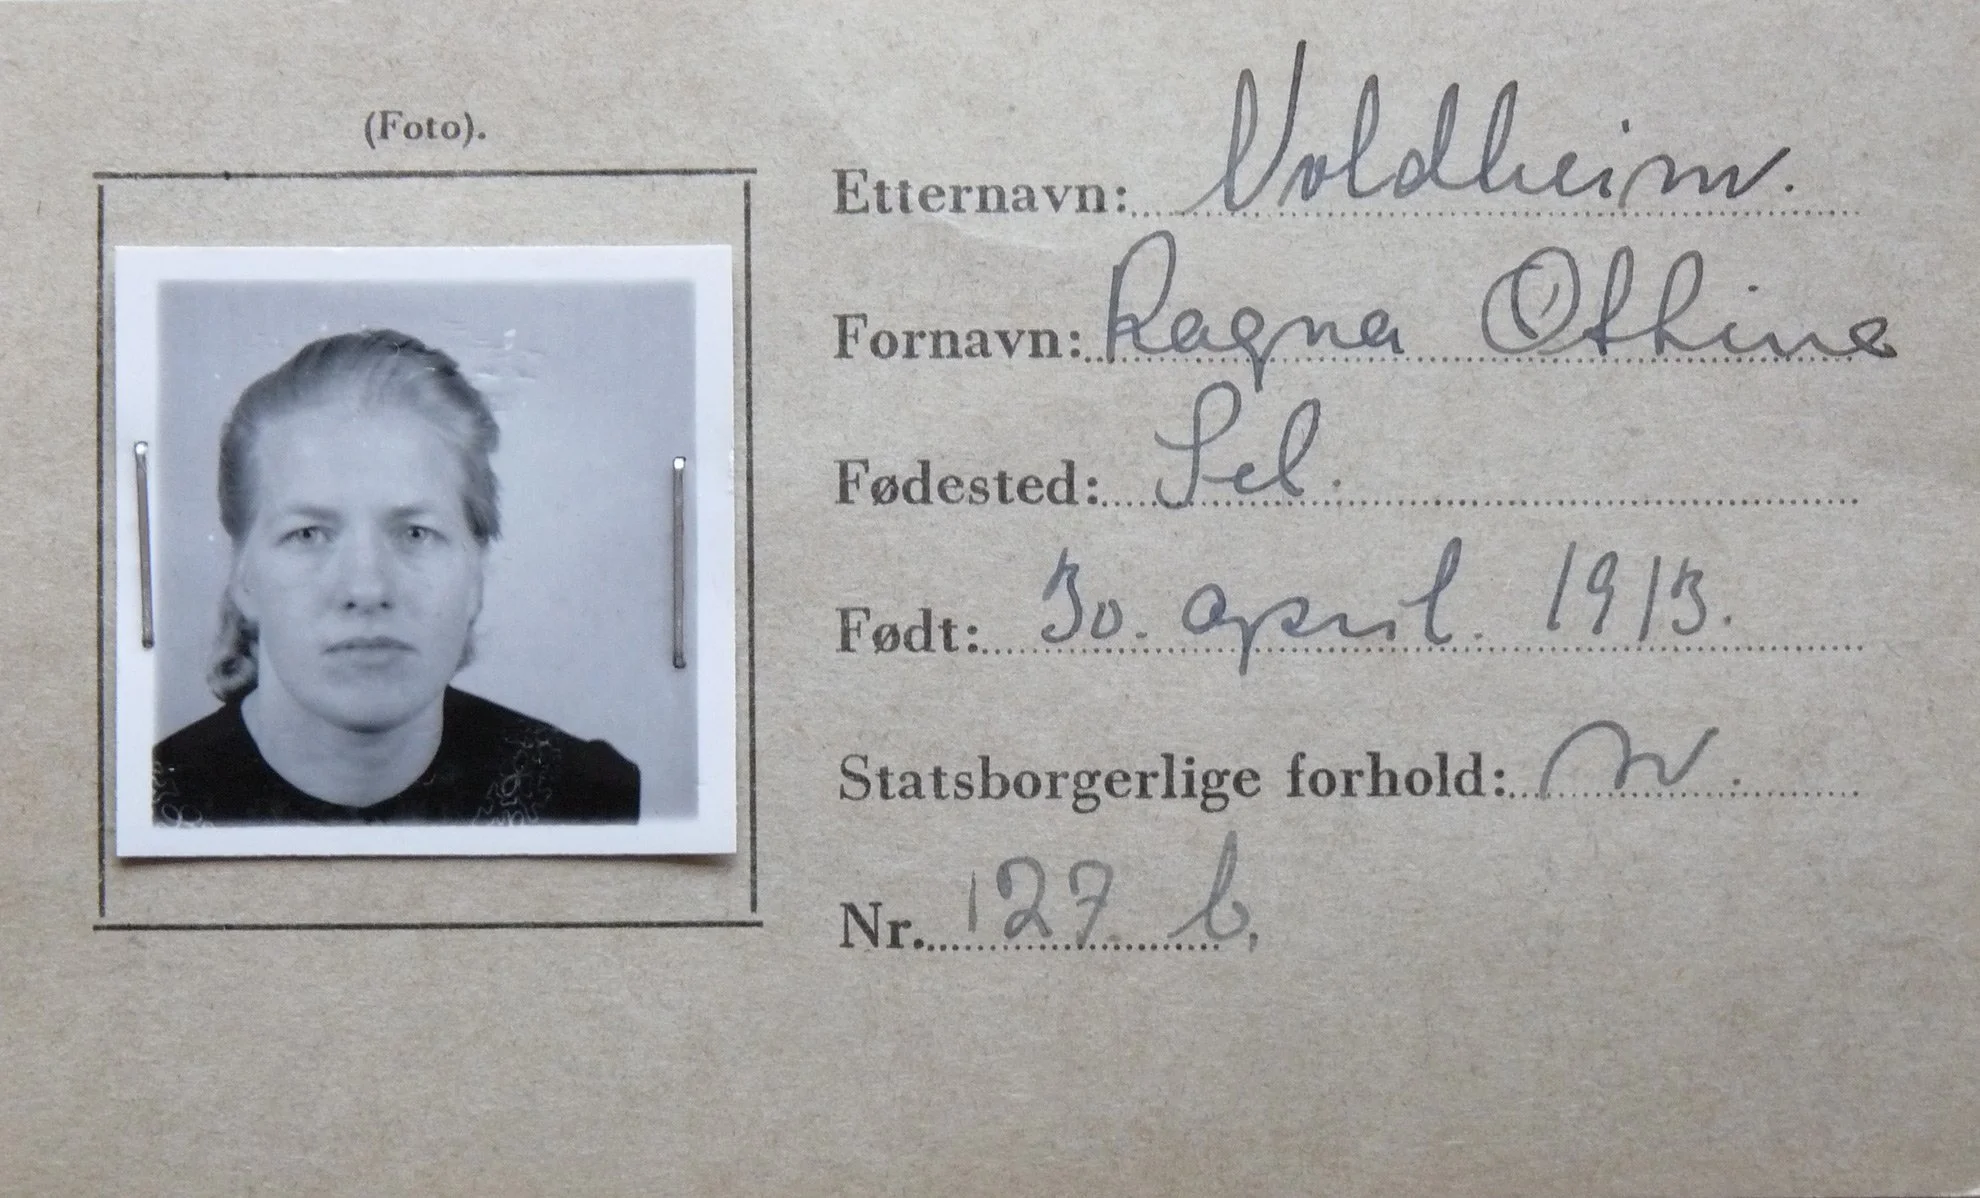 (Foto).
Etternavn: Voldheim.
Fornavn: Ragna Othine
Fødested: Sel.
Født: 30. april. 1913.
Statsborgerlige forhold: N.
Nr. 127 b.